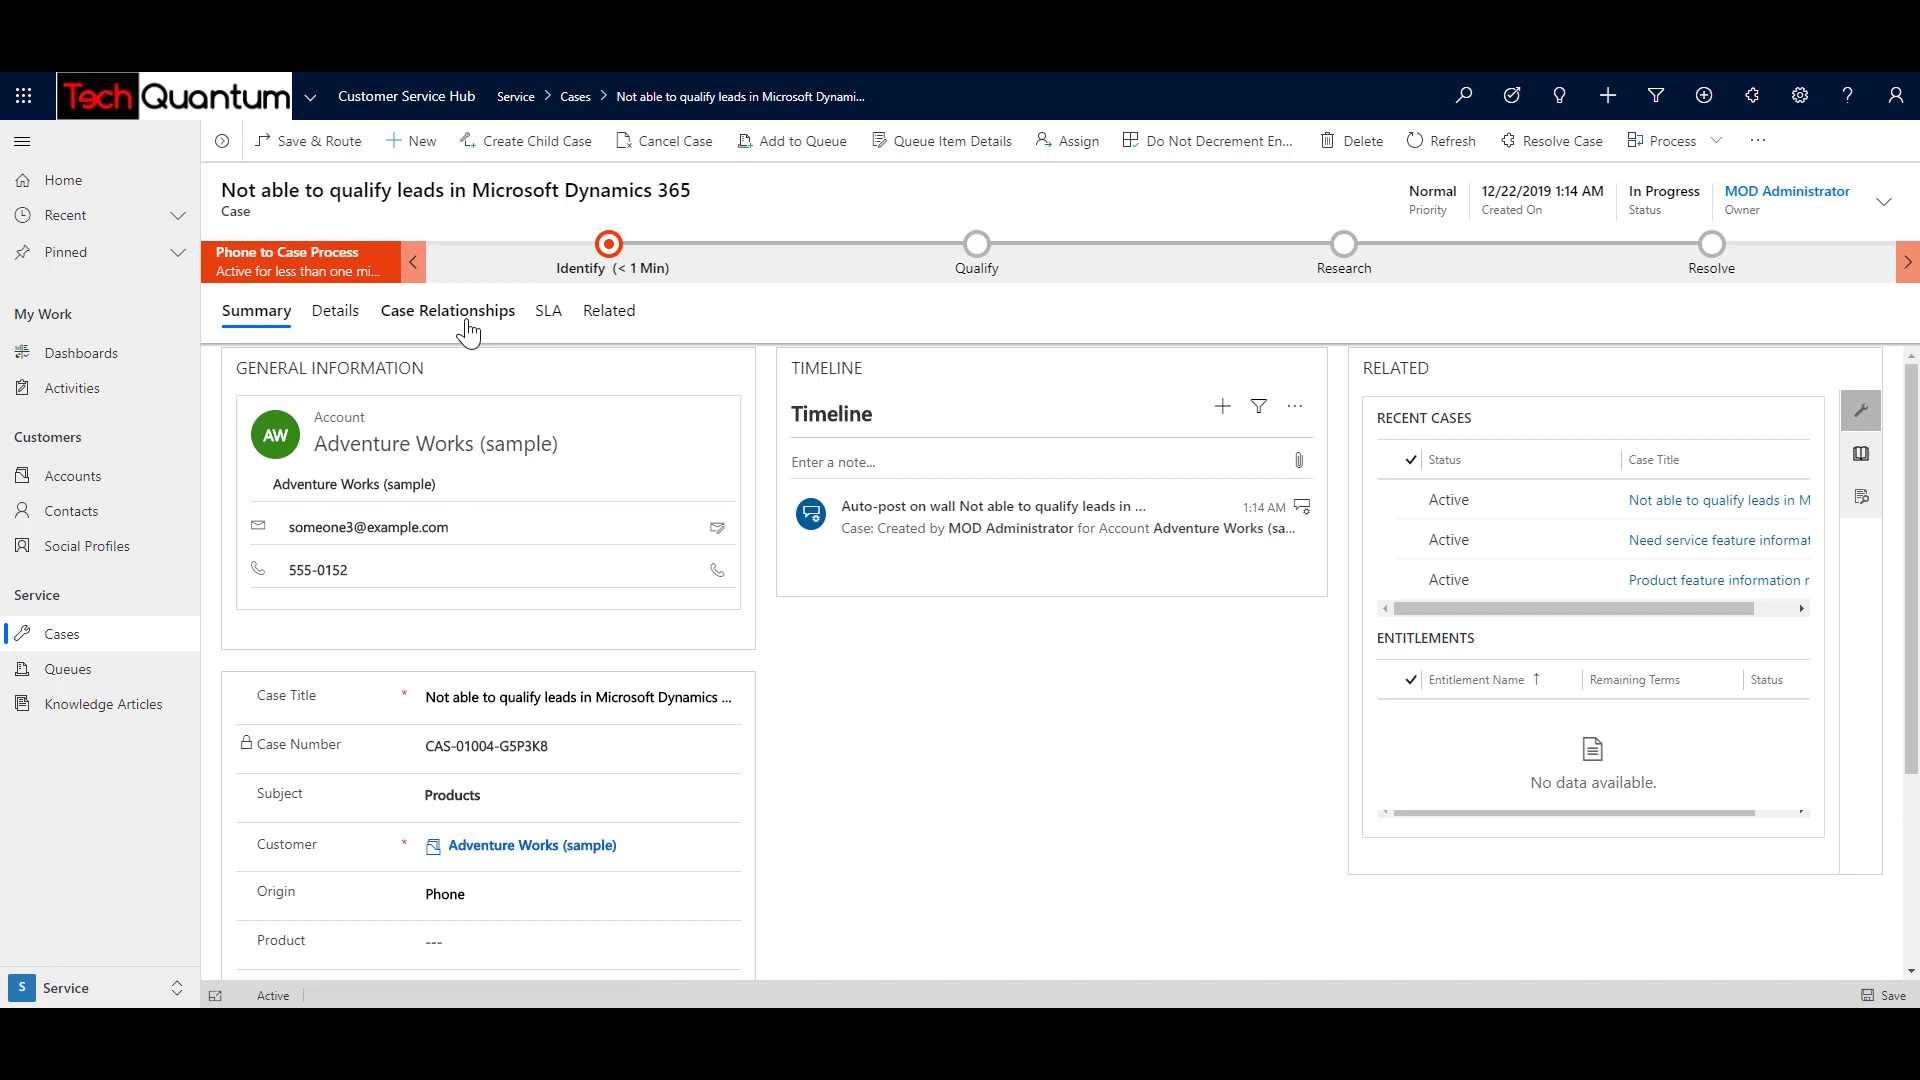 Tech Quantum
Customer Service Hub
Service > Cases > Not able to qualify leads in Microsoft Dynami...
Save & Route
New
Create Child Case
Cancel Case
Add to Queue
Queue Item Details
Assign
Do Not Decrement En...
Delete
Refresh
Resolve Case
Process
Home
Recent
Pinned
My Work
Dashboards
Activities
Customers
Accounts
Contacts
Social Profiles
Service
Cases
Queues
Knowledge Articles
S Service
Not able to qualify leads in Microsoft Dynamics 365
Case
Normal
Priority
12/22/2019 1:14 AM
Created On
In Progress
Status
MOD Administrator
Owner
Phone to Case Process
Active for less than one mi...
Identify (< 1 Min)
Qualify
Research
Resolve
Summary
Details
Case Relationships
SLA
Related
GENERAL INFORMATION
AW
Account
Adventure Works (sample)
Adventure Works (sample)
someone3@example.com
555-0152
Case Title * Not able to qualify leads in Microsoft Dynamics ...
Case Number CAS-01004-G5P3K8
Subject Products
Customer * Adventure Works (sample)
Origin Phone
Product ---
TIMELINE
Timeline
Enter a note...
Auto-post on wall Not able to qualify leads in ... 1:14 AM
Case: Created by MOD Administrator for Account Adventure Works (sa...
RELATED
RECENT CASES
Status Case Title
Active Not able to qualify leads in M
Active Need service feature informat
Active Product feature information r
ENTITLEMENTS
Entitlement Name ↑ Remaining Terms Status
No data available.
Active
Save